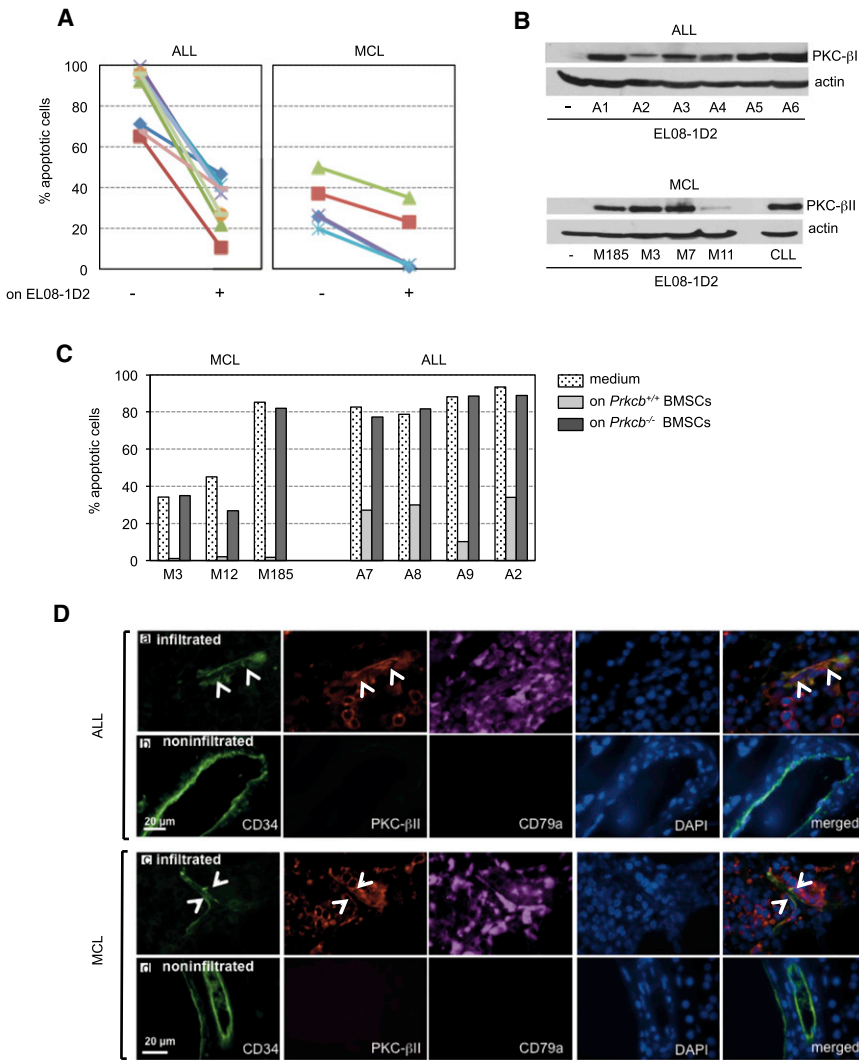 A
ALL
MCL
% apoptotic cells
100
80
60
40
20
0
on EL08-1D2
-
+
-
+
B
ALL
PKC-βI
actin
- A1 A2 A3 A4 A5 A6
EL08-1D2
MCL
PKC-βII
actin
- M185 M3 M7 M11 CLL
EL08-1D2
C
MCL
ALL
% apoptotic cells
100
80
60
40
20
0
M3 M12 M185 A7 A8 A9 A2
medium
on Prkcb+/+ BMSCs
on Prkcb-/- BMSCs
D
ALL
a infiltrated
b noninfiltrated
20 µm
CD34
PKC-βII
CD79a
DAPI
merged
MCL
c infiltrated
d noninfiltrated
20 µm
CD34
PKC-βII
CD79a
DAPI
merged